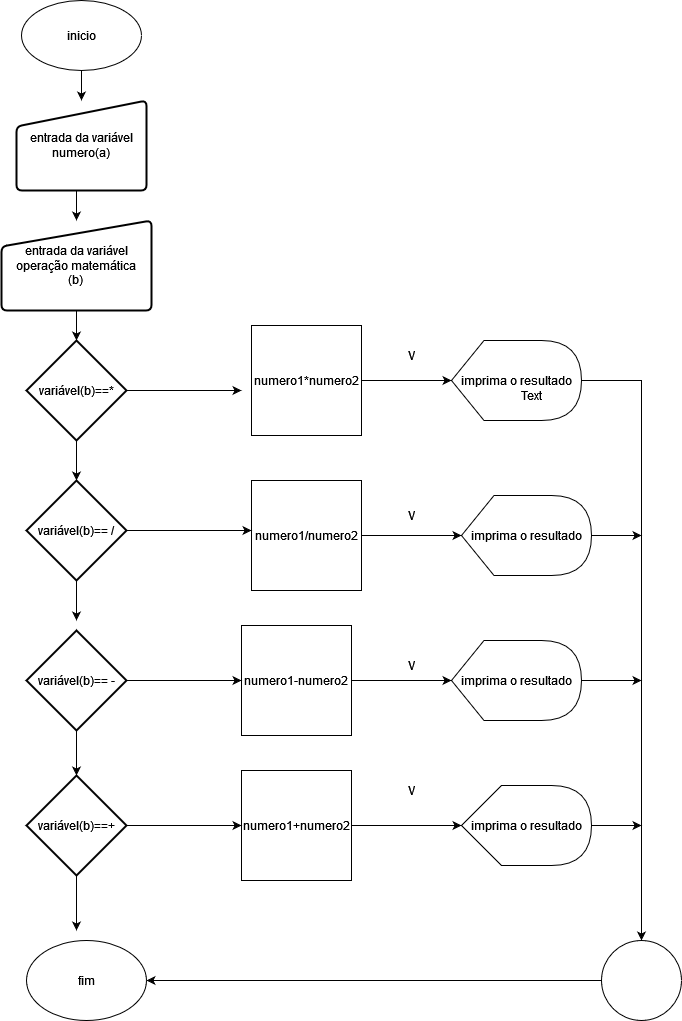 inicio
entrada da variável
numero(a)
entrada da variável
operação matemática
(b)
variável(b)==*
numero1*numero2
V
imprima o resultado
Text
variável(b)== /
numero1/numero2
V
imprima o resultado
variável(b)== -
numero1-numero2
V
imprima o resultado
variável(b)==+
numero1+numero2
V
imprima o resultado
fim